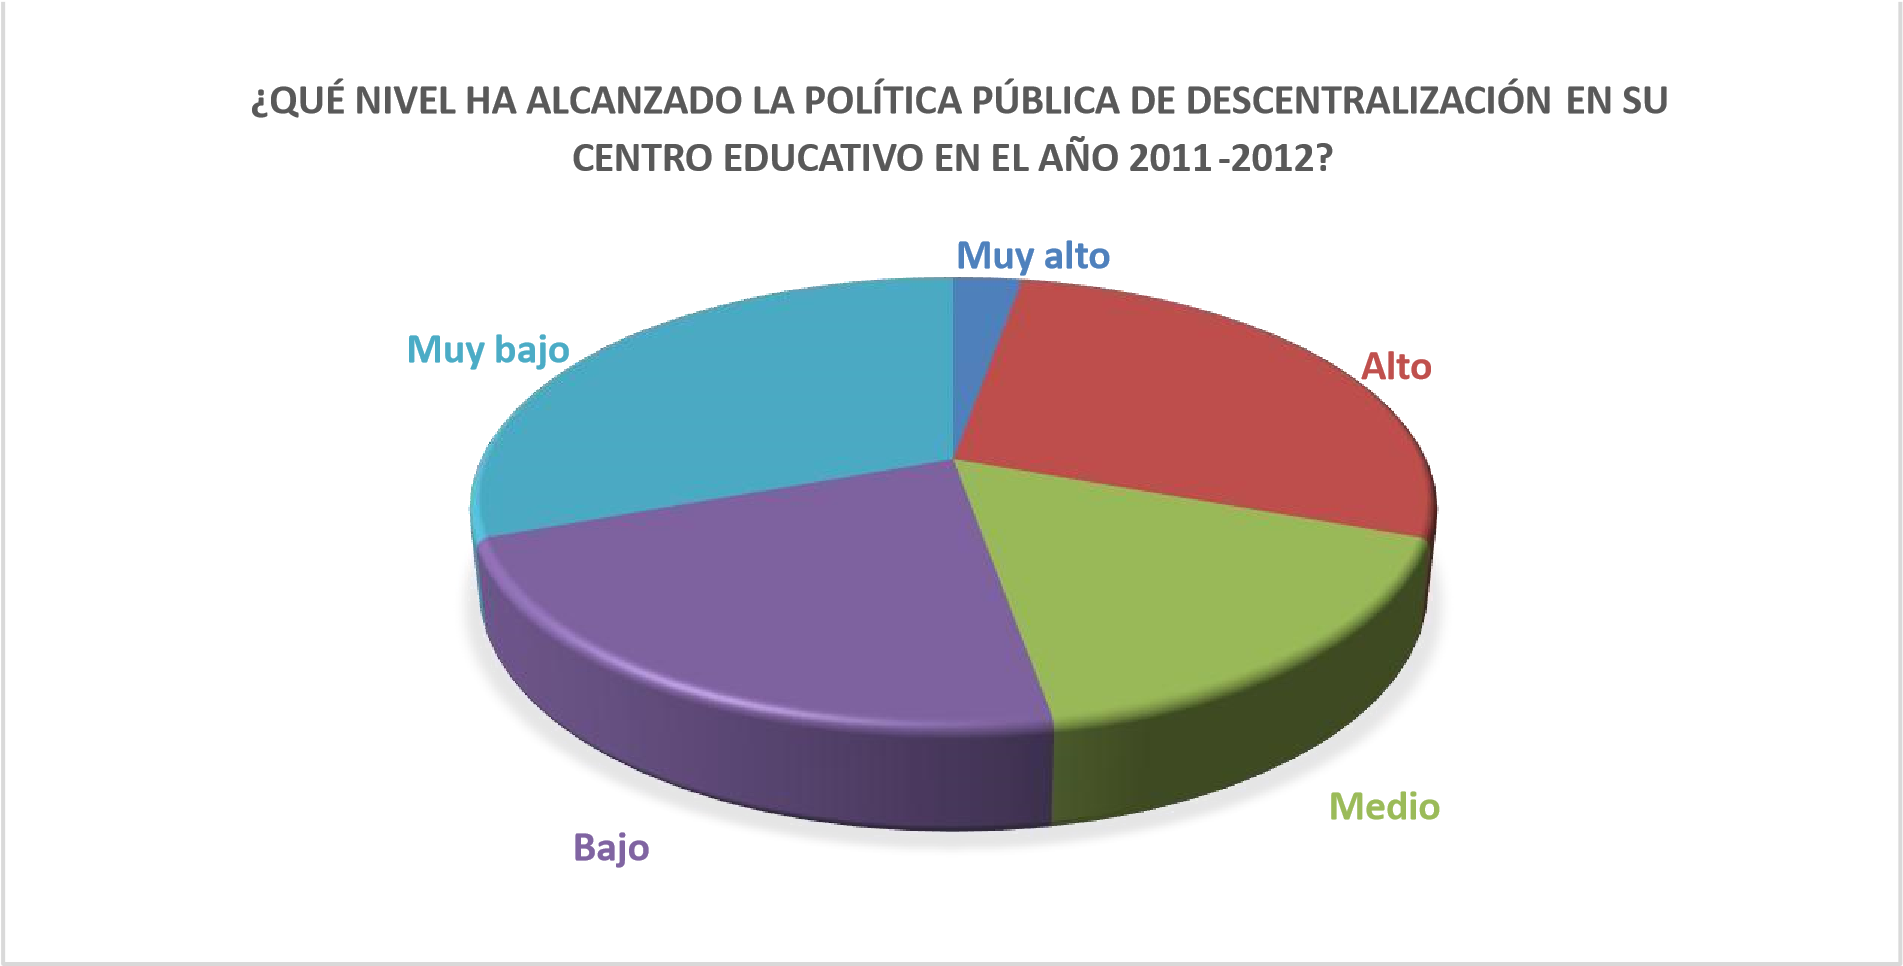 ¿QUÉ NIVEL HA ALCANZADO LA POLÍTICA PÚBLICA DE DESCENTRALIZACIÓN EN SU
CENTRO EDUCATIVO EN EL AÑO 2011-2012?
Muy alto
Muy bajo
Alto
Medio
Bajo